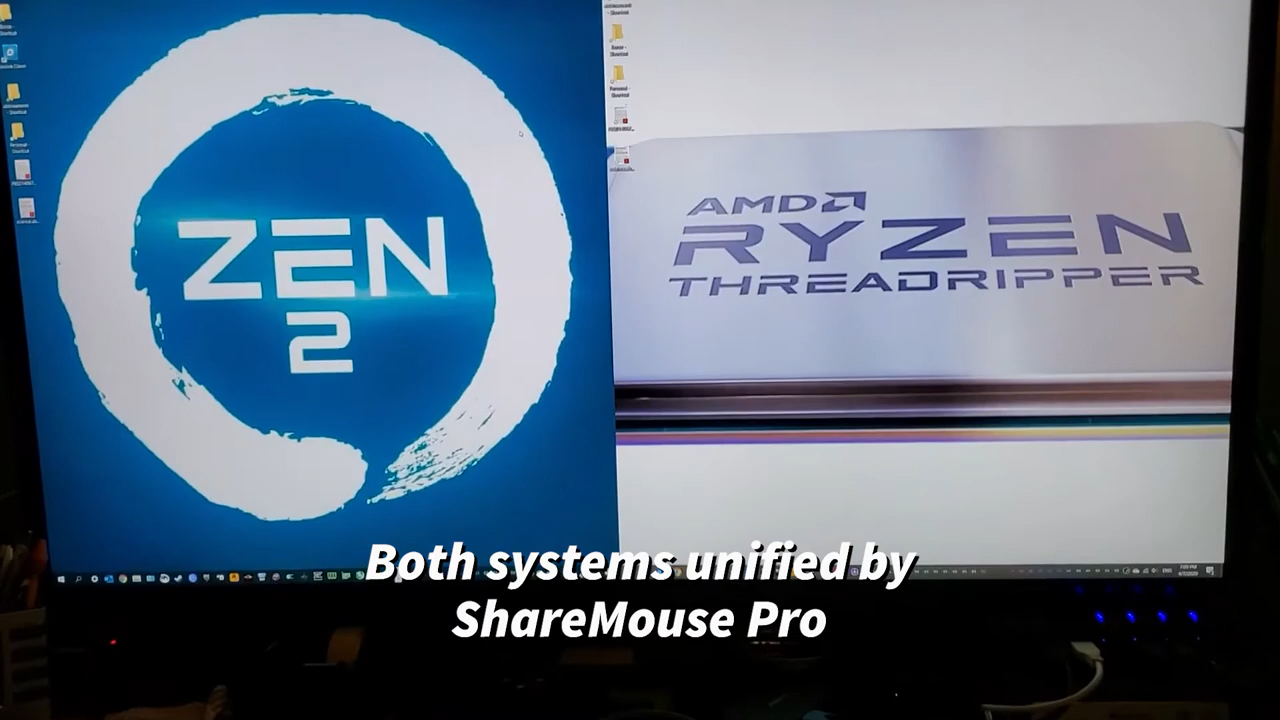 ZEN
2
AMD
RYZEN
THREADRIPPER
Both systems unified by
ShareMouse Pro